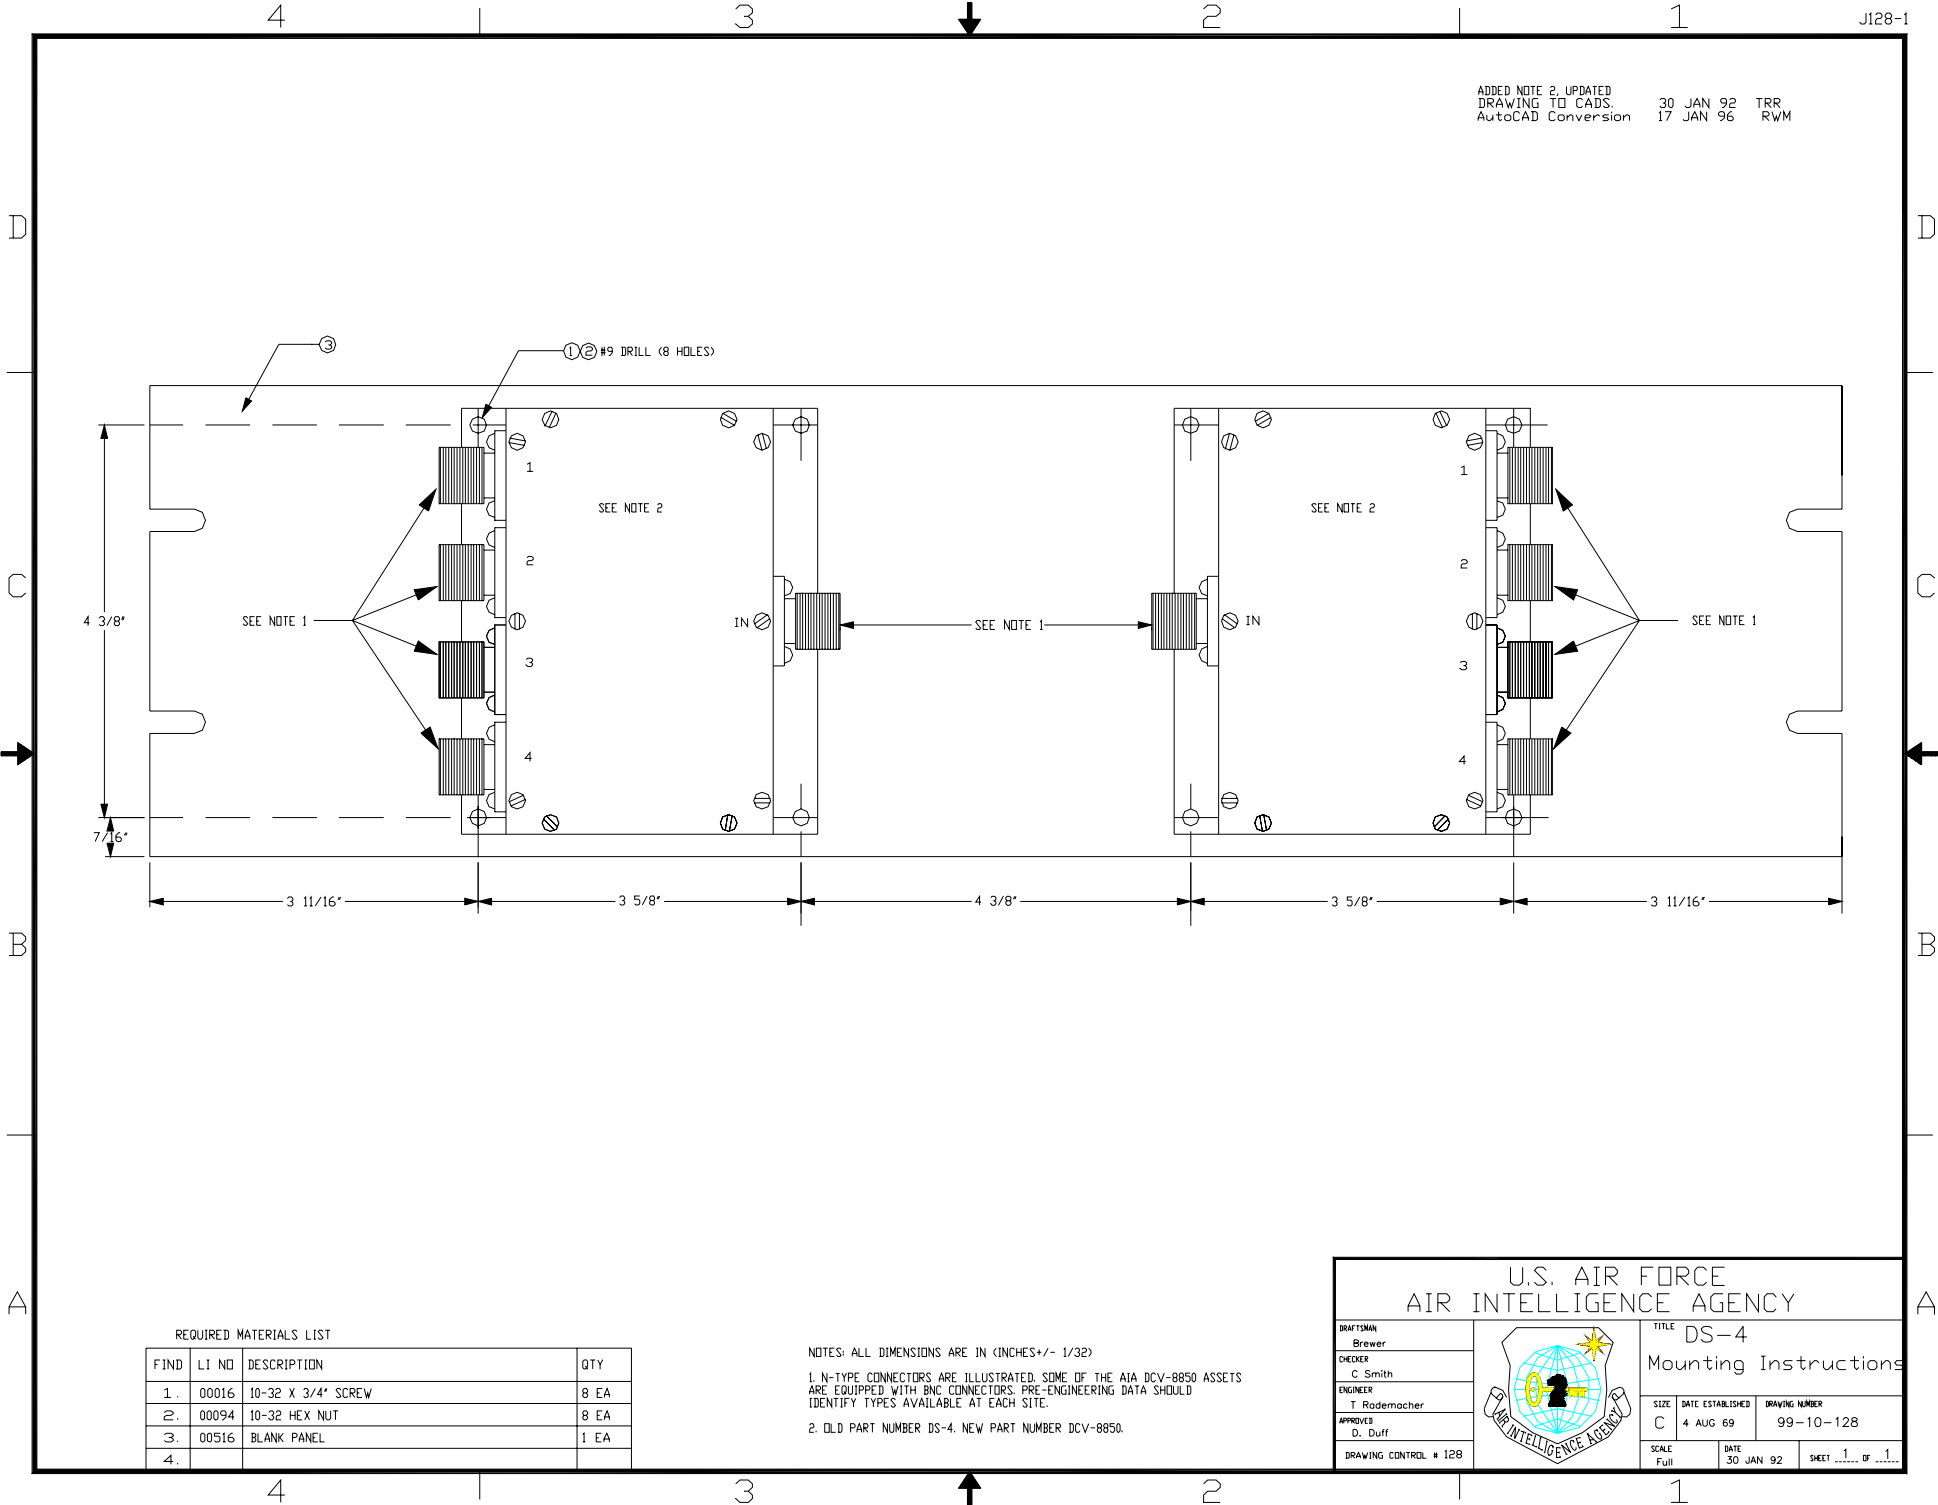 4 3 2 1 J128-1
ADDED NOTE 2, UPDATED
DRAWING TO CADS. 30 JAN 92 TRR
AutoCAD Conversion 17 JAN 96 RWM
D D
3
1 2 #9 DRILL (8 HOLES)
1 1
SEE NOTE 2 SEE NOTE 2
2 2
C C
4 3/8" SEE NOTE 1 IN SEE NOTE 1 IN SEE NOTE 1
3 3
4 4
7/16"
3 11/16" 3 5/8" 4 3/8" 3 5/8" 3 11/16"
B B
A A
REQUIRED MATERIALS LIST
FIND LI NO DESCRIPTION QTY
1. 00016 10-32 X 3/4" SCREW 8 EA
2. 00094 10-32 HEX NUT 8 EA
3. 00516 BLANK PANEL 1 EA
4.
NOTES: ALL DIMENSIONS ARE IN (INCHES+/- 1/32)
1. N-TYPE CONNECTORS ARE ILLUSTRATED. SOME OF THE AIA DCV-8850 ASSETS
ARE EQUIPPED WITH BNC CONNECTORS. PRE-ENGINEERING DATA SHOULD
IDENTIFY TYPES AVAILABLE AT EACH SITE.
2. OLD PART NUMBER DS-4. NEW PART NUMBER DCV-8850.
U.S. AIR FORCE
AIR INTELLIGENCE AGENCY
DRAFTSMAN
Brewer
CHECKER
C Smith
ENGINEER
T Rademacher
APPROVED
D. Duff
DRAWING CONTROL # 128
AIR INTELLIGENCE AGENCY
TITLE DS-4
Mounting Instructions
SIZE DATE ESTABLISHED DRAWING NUMBER
C 4 AUG 69 99-10-128
SCALE DATE
Full 30 JAN 92 SHEET 1 OF 1
4 3 2 1